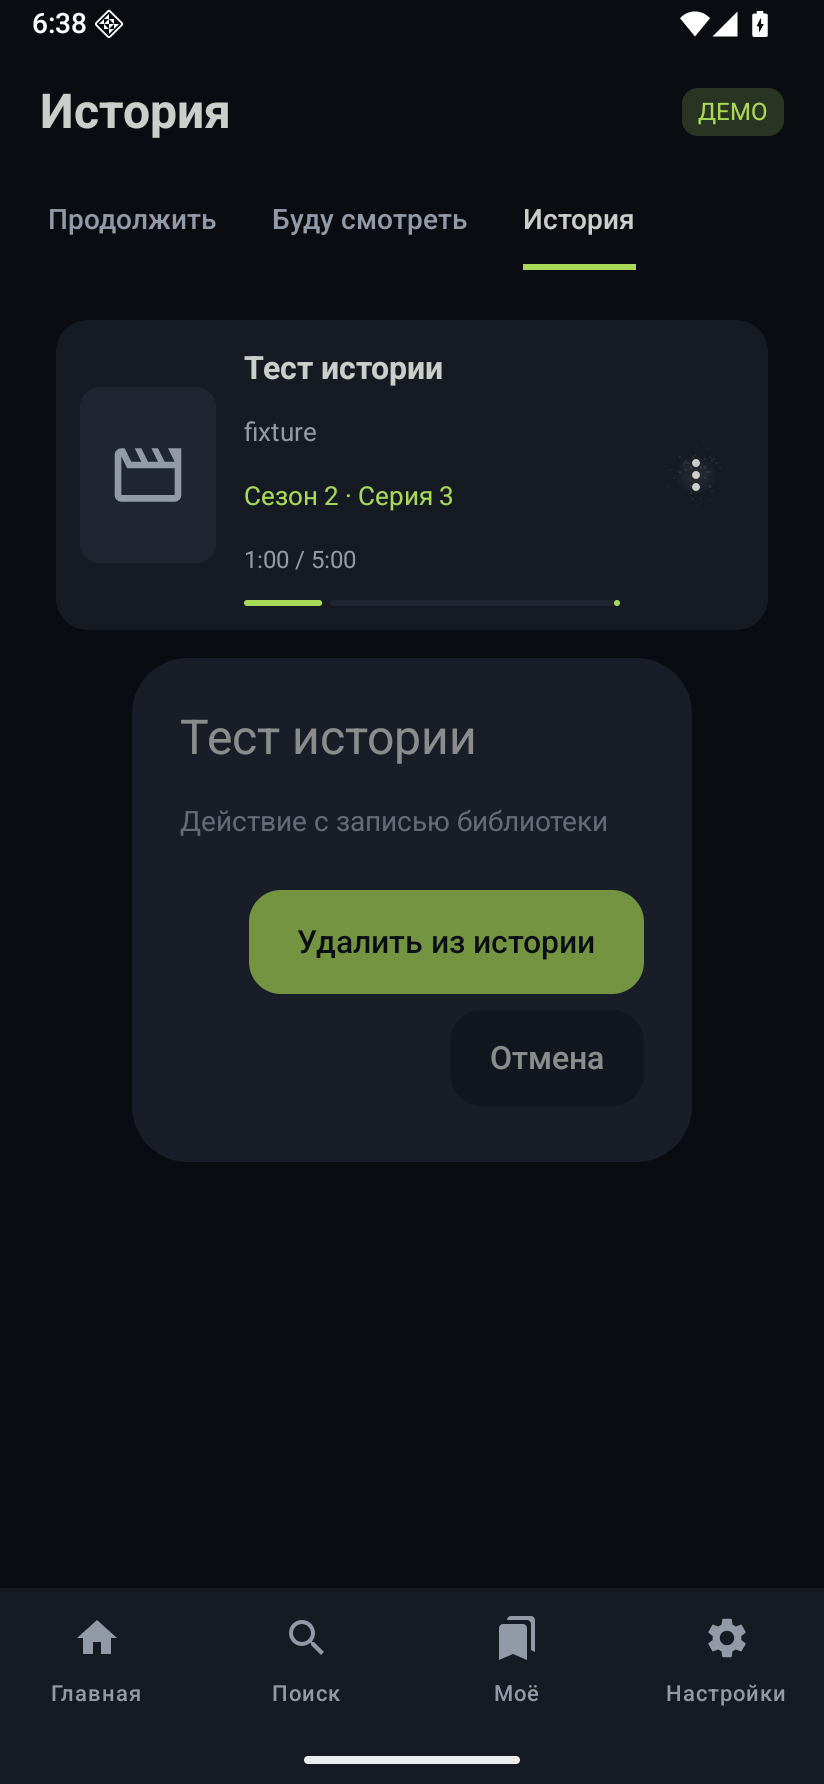 6:38
История
ДЕМО
Продолжить Буду смотреть История
Тест истории
fixture
Сезон 2 · Серия 3
1:00 / 5:00
Тест истории
Действие с записью библиотеки
Удалить из истории
Отмена
Главная Поиск Моё Настройки